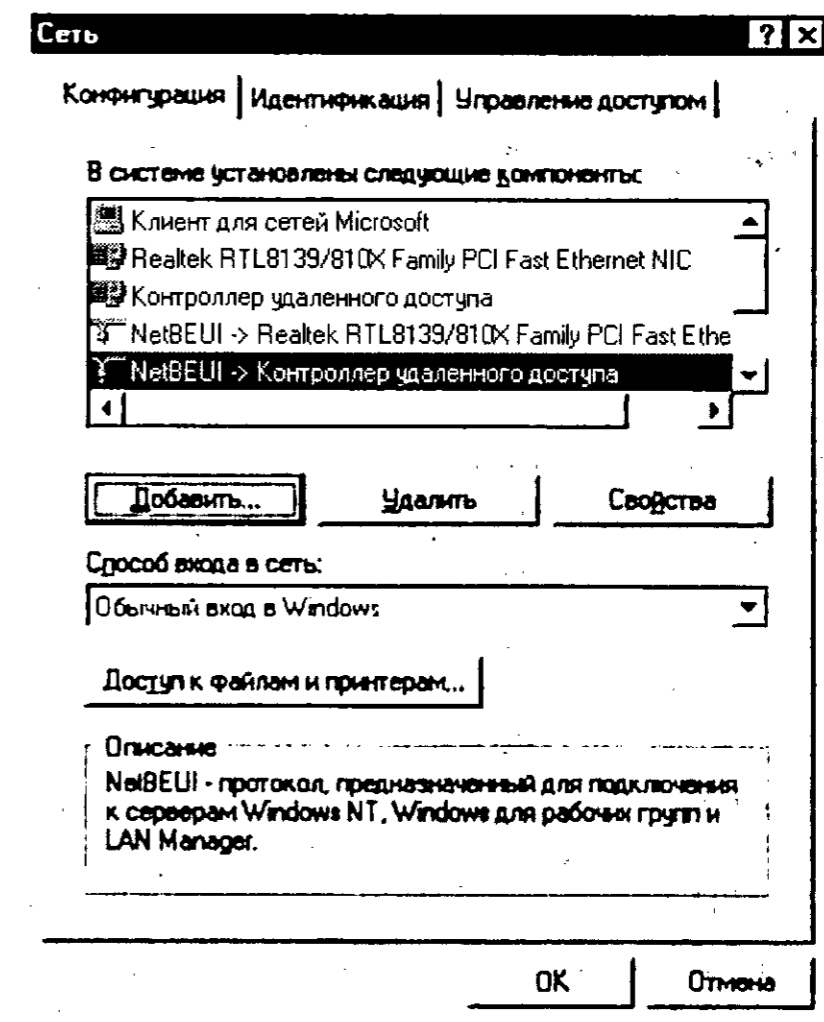 Сеть
Конфигурация | Идентификация | Управление доступом |
В системе установлены следующие компоненты:
Клиент для сетей Microsoft
Realtek RTL8139/810X Family PCI Fast Ethernet NIC
Контроллер удаленного доступа
NetBEUI -> Realtek RTL8139/810X Family PCI Fast Ethe
NetBEUI -> Контроллер удаленного доступа
Добавить... Удалить Свойства
Способ входа в сеть:
Обычный вход в Windows
Доступ к файлам и принтерам...
Описание
NetBEUI - протокол, предназначенный для подключения
к серверам Windows NT, Windows для рабочих групп и
LAN Manager.
OK Отмена